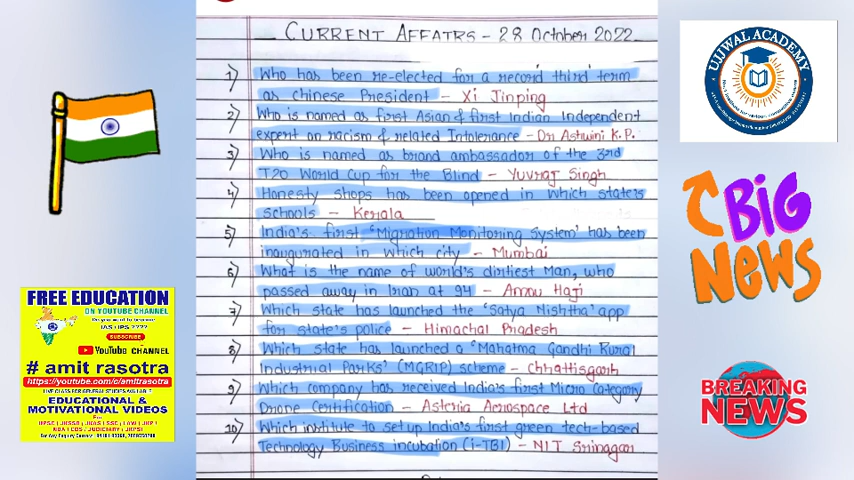 CURRENT AFFAIRS - 28 October 2022
1) Who has been re-elected for a record third term
as Chinese President - Xi Jinping
2) Who is named as first Asian & first Indian Independent
expert on racism & related Intolerance - Dr Ashwini K.P.
3) Who is named as brand ambassador of the 3rd
T20 World Cup for the Blind - Yuvraj Singh
4) Honesty shops has been opened in which state's
schools - Kerala
5) India's first 'Migration Monitoring System' has been
inaugurated in which city - Mumbai
6) What is the name of world's dirtiest Man, who
passed away in Iran at 94 - Amou Haji
7) Which state has launched the 'Satya Nishtha' app
for state's police - Himachal Pradesh
8) Which state has launched a 'Mahatma Gandhi Rural
Industrial Parks' (MGRIP) scheme - Chhattisgarh
9) Which company has received India's first Micro Category
Drone Certification - Asteria Aerospace Ltd
10) Which institute to set up India's first green tech-based
Technology Business incubation (i-TBI) - NIT Srinagar
FREE EDUCATION
ON YOUTUBE CHANNEL
IAS - IPS ????
SUBSCRIBE
YouTube CHANNEL
# amit rasotra
https://youtube.com/c/amitrasotra
EDUCATIONAL &
MOTIVATIONAL VIDEOS
UJJWAL ACADEMY
BIG
NEWS
BREAKING
NEWS